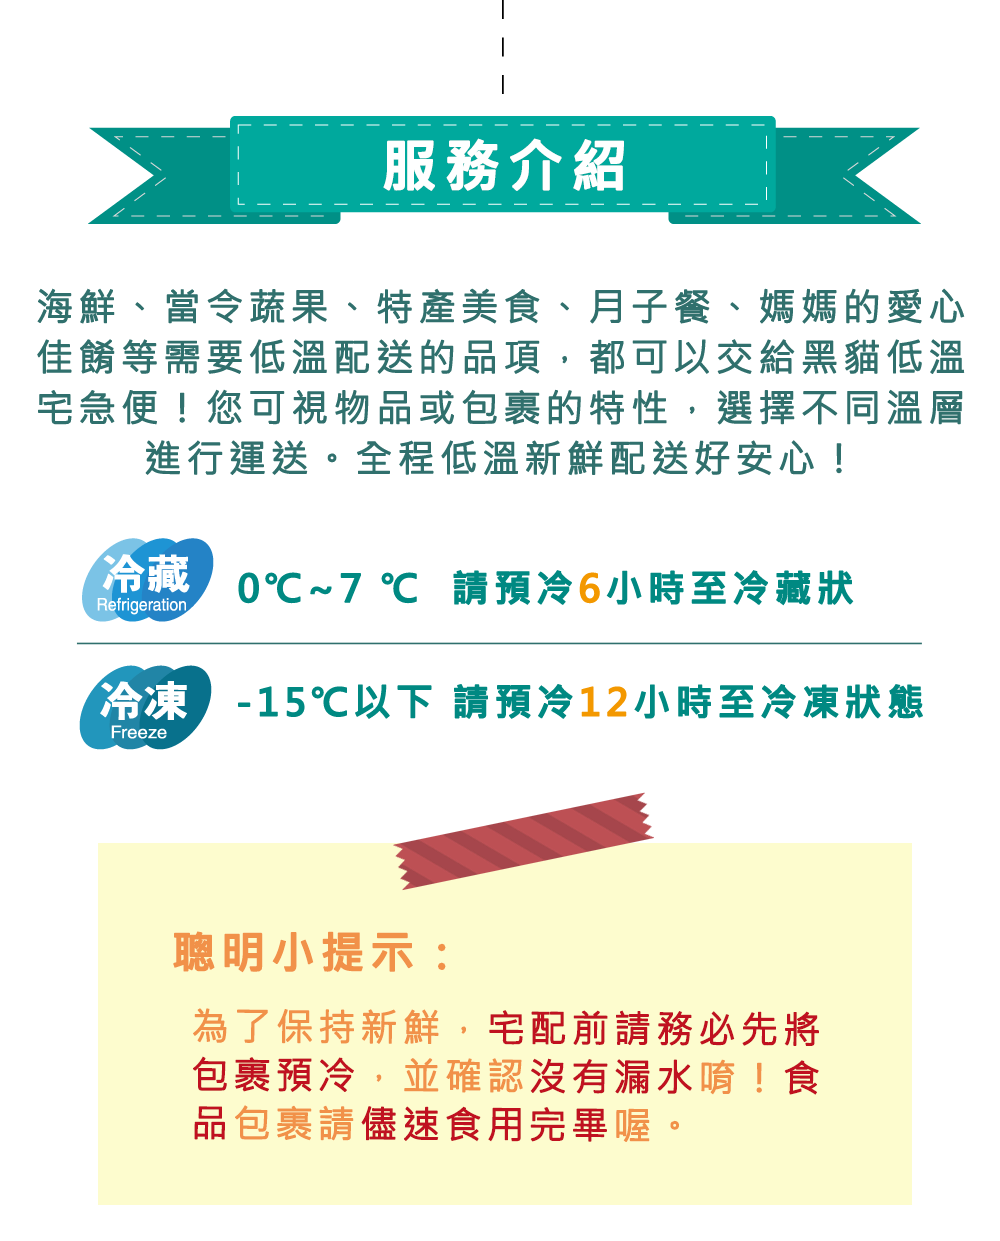 服務介紹
海鮮、當令蔬果、特產美食、月子餐、媽媽的愛心
佳餚等需要低溫配送的品項，都可以交給黑貓低溫
宅急便！您可視物品或包裹的特性，選擇不同溫層
進行運送。全程低溫新鮮配送好安心！
冷藏
Refrigeration
0℃~7 ℃ 請預冷6小時至冷藏狀
冷凍
Freeze
-15℃以下 請預冷12小時至冷凍狀態
聰明小提示：
為了保持新鮮，宅配前請務必先將
包裹預冷，並確認沒有漏水唷！食
品包裹請儘速食用完畢喔。